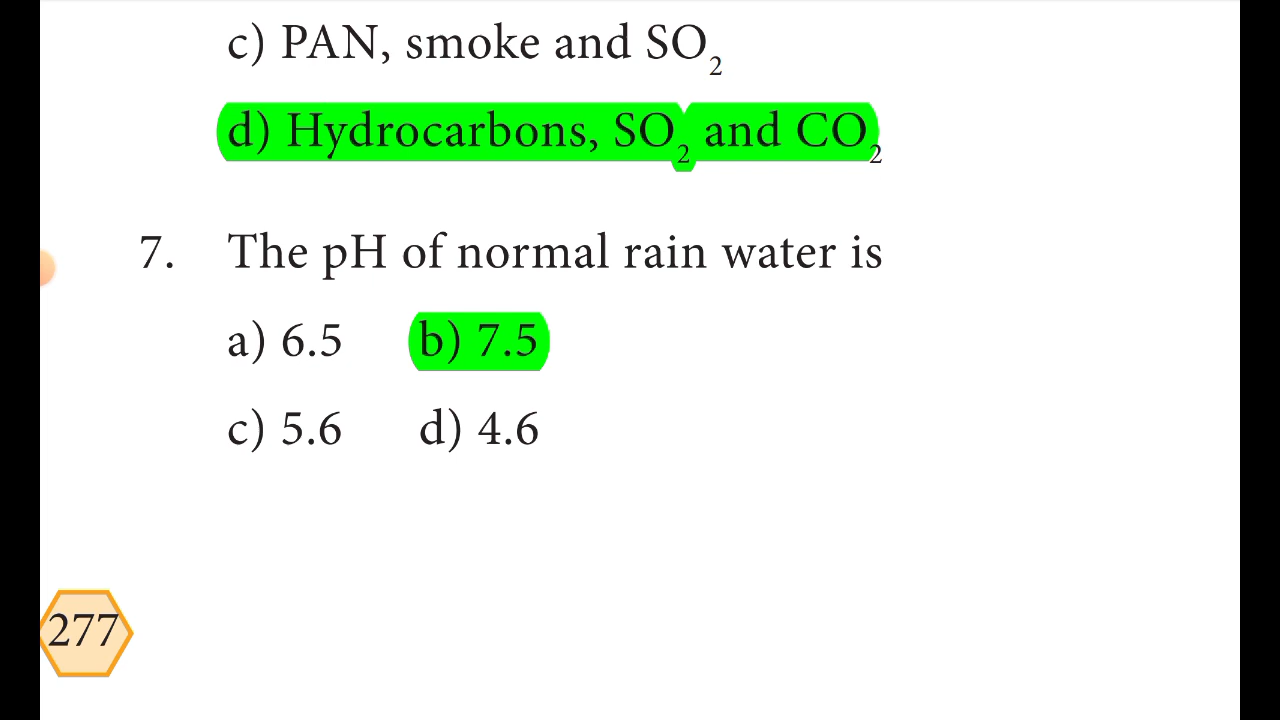 c) PAN, smoke and SO₂
d) Hydrocarbons, SO₂ and CO₂
7. The pH of normal rain water is
a) 6.5 b) 7.5
c) 5.6 d) 4.6
277